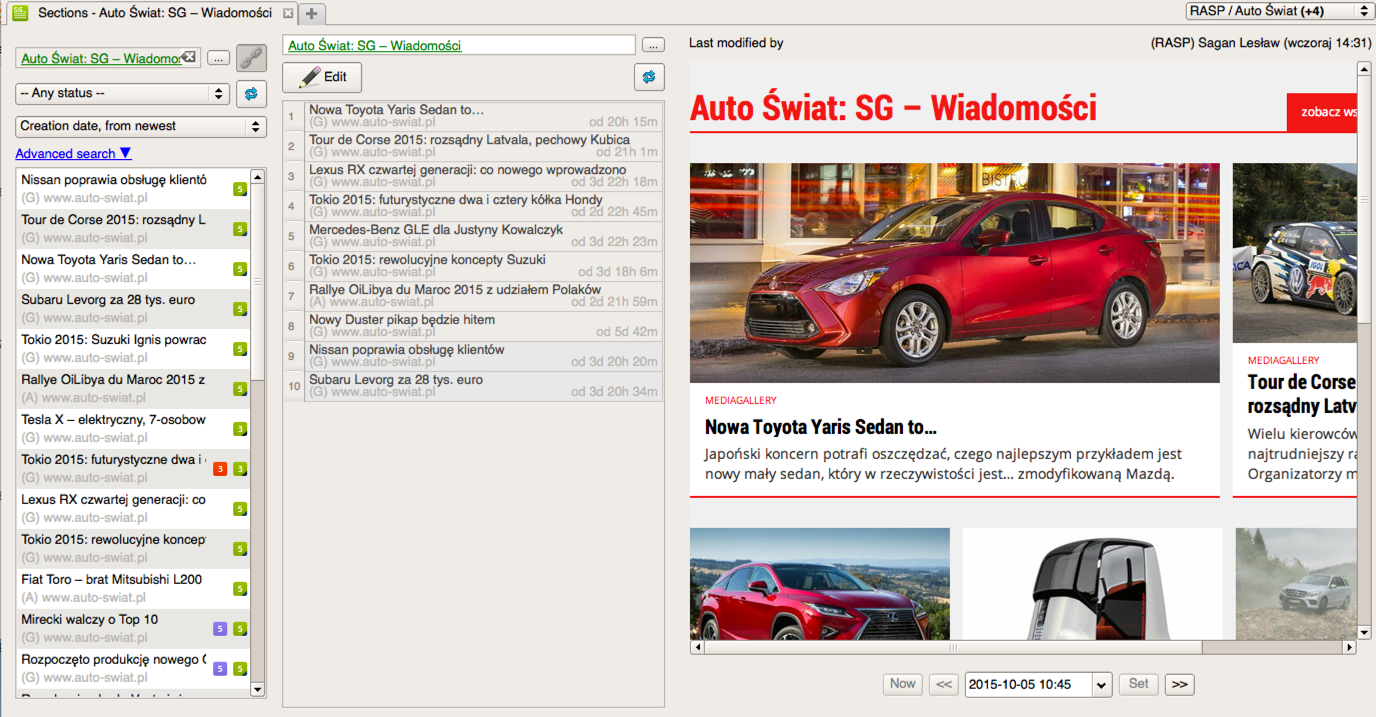 SG
Sections - Auto Świat: SG – Wiadomości
RASP / Auto Świat (+4)
Auto Świat: SG – Wiadomoś
...
-- Any status --
Creation date, from newest
Advanced search ▼
Nissan poprawia obsługę klientó
(G) www.auto-swiat.pl
5
Tour de Corse 2015: rozsądny L
(G) www.auto-swiat.pl
5
Nowa Toyota Yaris Sedan to…
(G) www.auto-swiat.pl
5
Subaru Levorg za 28 tys. euro
(G) www.auto-swiat.pl
5
Tokio 2015: Suzuki Ignis powrac
(G) www.auto-swiat.pl
5
Rallye OiLibya du Maroc 2015 z
(A) www.auto-swiat.pl
5
Tesla X – elektryczny, 7-osobow
(G) www.auto-swiat.pl
3
Tokio 2015: futurystyczne dwa i
(G) www.auto-swiat.pl
3 3
Lexus RX czwartej generacji: co
(G) www.auto-swiat.pl
5
Tokio 2015: rewolucyjne koncep
(G) www.auto-swiat.pl
5
Fiat Toro – brat Mitsubishi L200
(A) www.auto-swiat.pl
5
Mirecki walczy o Top 10
(G) www.auto-swiat.pl
5 5
Rozpoczęto produkcję nowego
(G) www.auto-swiat.pl
5 5
Auto Świat: SG – Wiadomości
...
Edit
1 Nowa Toyota Yaris Sedan to…
(G) www.auto-swiat.pl od 20h 15m
2 Tour de Corse 2015: rozsądny Latvala, pechowy Kubica
(G) www.auto-swiat.pl od 21h 1m
3 Lexus RX czwartej generacji: co nowego wprowadzono
(G) www.auto-swiat.pl od 3d 22h 18m
4 Tokio 2015: futurystyczne dwa i cztery kółka Hondy
(G) www.auto-swiat.pl od 2d 22h 45m
5 Mercedes-Benz GLE dla Justyny Kowalczyk
(G) www.auto-swiat.pl od 3d 22h 23m
6 Tokio 2015: rewolucyjne koncepty Suzuki
(G) www.auto-swiat.pl od 3d 18h 6m
7 Rallye OiLibya du Maroc 2015 z udziałem Polaków
(A) www.auto-swiat.pl od 2d 21h 59m
8 Nowy Duster pikap będzie hitem
(G) www.auto-swiat.pl od 5d 42m
9 Nissan poprawia obsługę klientów
(G) www.auto-swiat.pl od 3d 20h 20m
10 Subaru Levorg za 28 tys. euro
(G) www.auto-swiat.pl od 3d 20h 34m
Last modified by (RASP) Sagan Lesław (wczoraj 14:31)
Auto Świat: SG – Wiadomości
zobacz ws
BISTRO
MEDIAGALLERY
Nowa Toyota Yaris Sedan to…
Japoński koncern potrafi oszczędzać, czego najlepszym przykładem jest
nowy mały sedan, który w rzeczywistości jest… zmodyfikowaną Mazdą.
Red Bull
MEDIAGALLERY
Tour de Corse
rozsądny Latv
Wielu kierowców
najtrudniejszy ra
Organizatorzy m
Now << 2015-10-05 10:45 Set >>